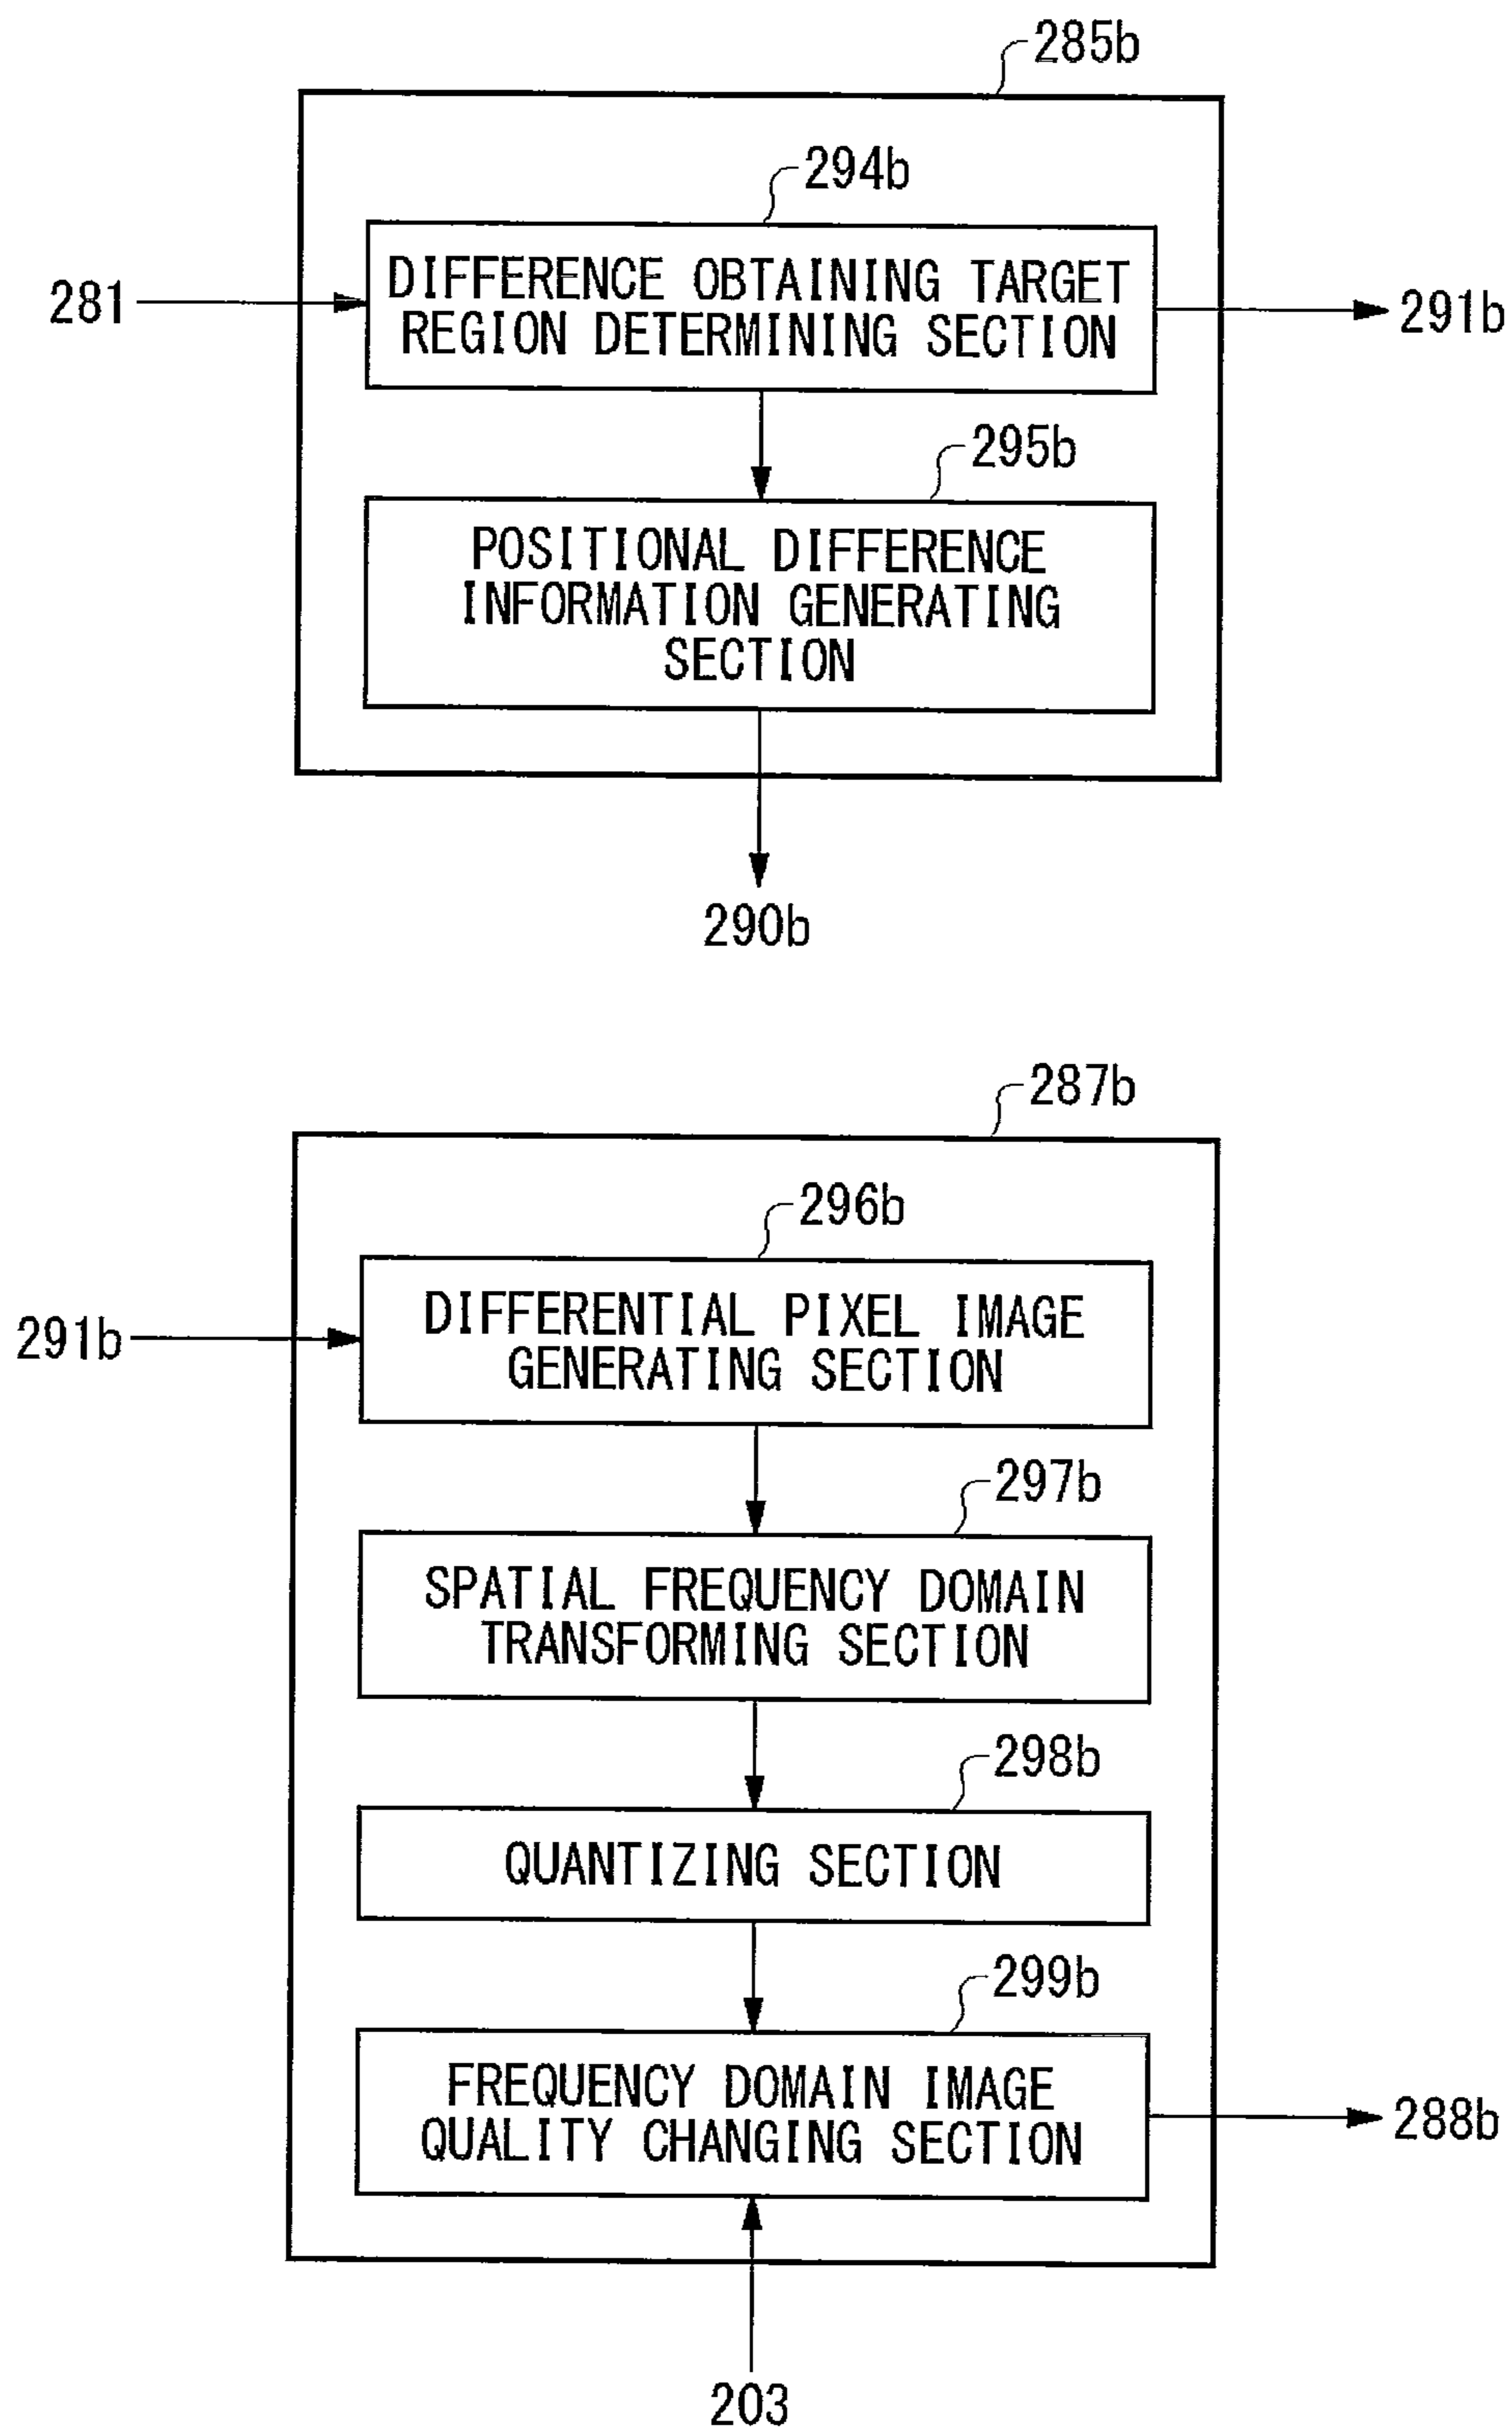 285b
294b
281
DIFFERENCE OBTAINING TARGET
REGION DETERMINING SECTION
291b
295b
POSITIONAL DIFFERENCE
INFORMATION GENERATING
SECTION
290b
287b
296b
291b
DIFFERENTIAL PIXEL IMAGE
GENERATING SECTION
297b
SPATIAL FREQUENCY DOMAIN
TRANSFORMING SECTION
298b
QUANTIZING SECTION
299b
FREQUENCY DOMAIN IMAGE
QUALITY CHANGING SECTION
288b
203